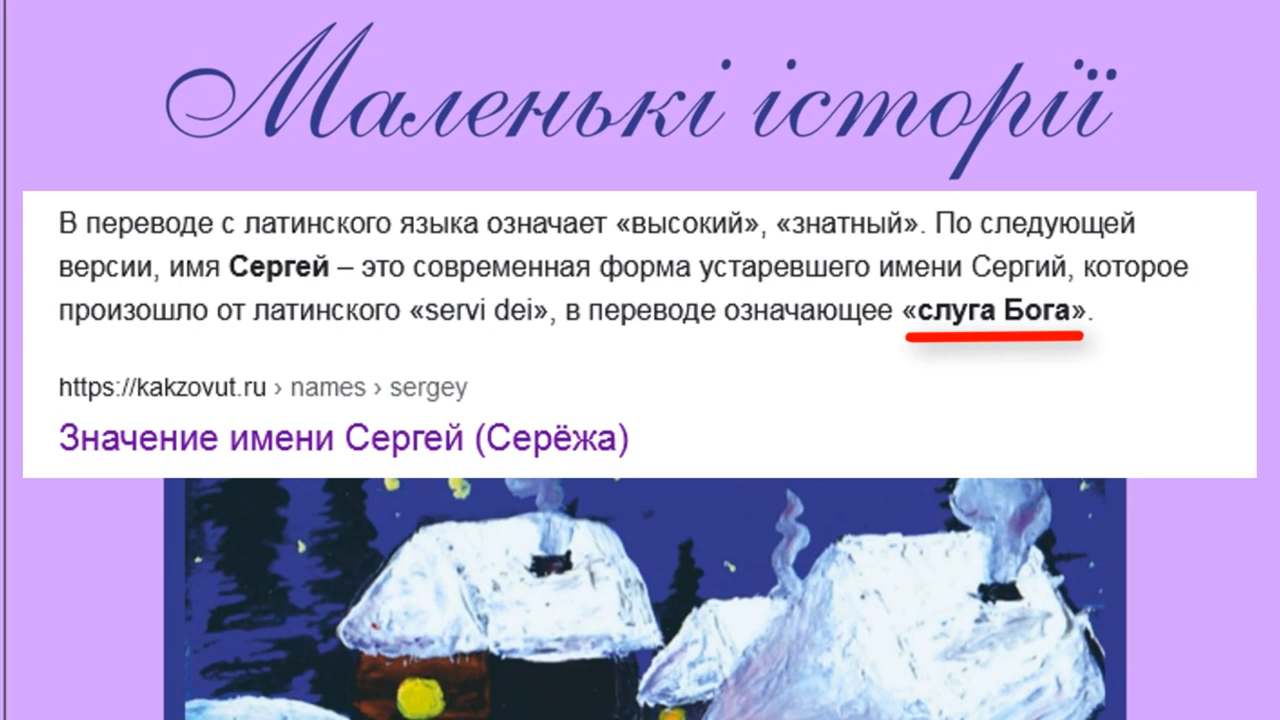 Маленькі історії
В переводе с латинского языка означает «высокий», «знатный». По следующей
версии, имя Сергей – это современная форма устаревшего имени Сергий, которое
произошло от латинского «servi dei», в переводе означающее «слуга Бога».
https://kakzovut.ru › names › sergey
Значение имени Сергей (Серёжа)